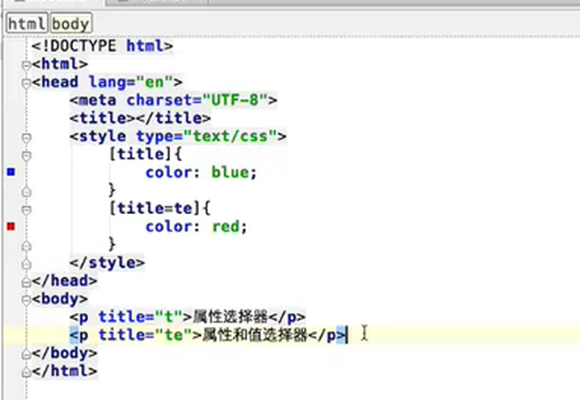 html body
<!DOCTYPE html>
<html>
<head lang="en">
<meta charset="UTF-8">
<title></title>
<style type="text/css">
[title]{
color: blue;
}
[title=te]{
color: red;
}
</style>
</head>
<body>
<p title="t">属性选择器</p>
<p title="te">属性和值选择器</p>
</body>
</html>